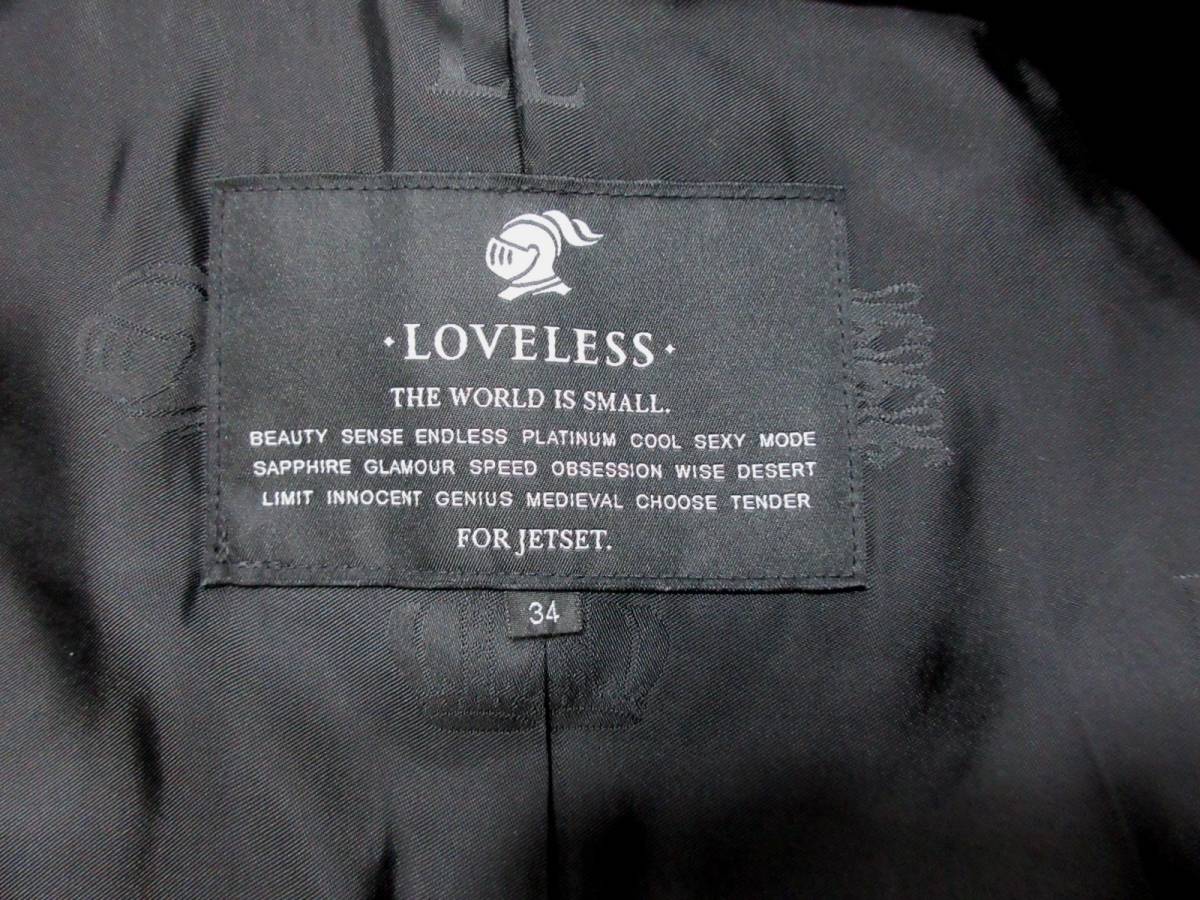 LL
·LOVELESS·
THE WORLD IS SMALL.
BEAUTY SENSE ENDLESS PLATINUM COOL SEXY MODE
SAPPHIRE GLAMOUR SPEED OBSESSION WISE DESERT
LIMIT INNOCENT GENIUS MEDIEVAL CHOOSE TENDER
FOR JETSET.
34